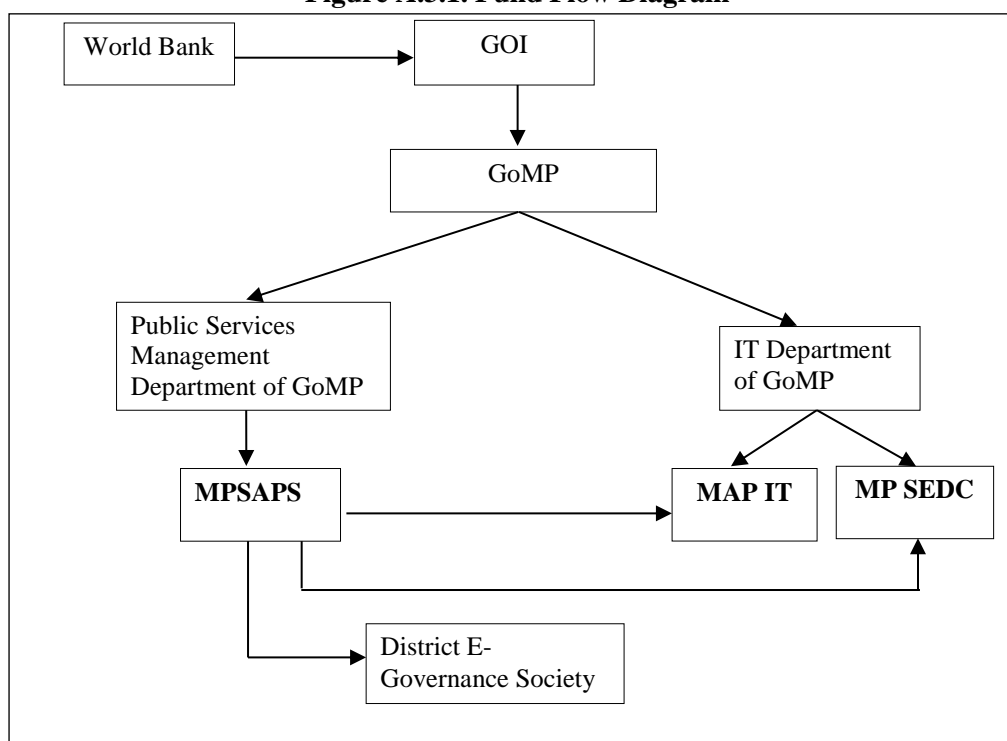 Figure A.3.1. Fund Flow Diagram
World Bank
GOI
GoMP
Public Services
Management
Department of GoMP
IT Department
of GoMP
MPSAPS
MAP IT
MP SEDC
District E-
Governance Society